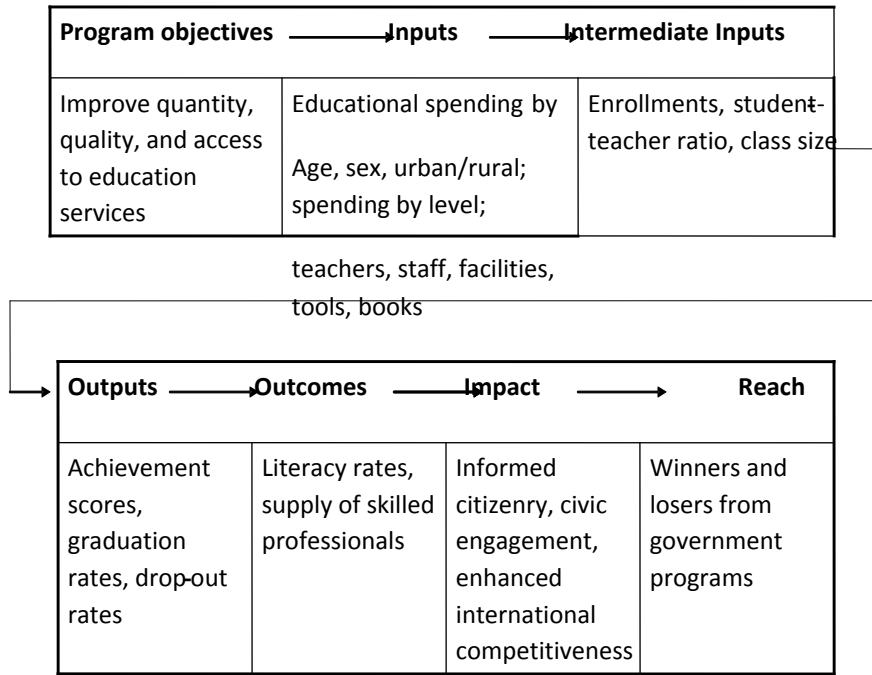 Program objectives Inputs Intermediate Inputs
Improve quantity,
quality, and access
to education
services
Educational spending by
Age, sex, urban/rural;
spending by level;
teachers, staff, facilities,
tools, books
Enrollments, student-
teacher ratio, class size
Outputs Outcomes Impact Reach
Achievement
scores,
graduation
rates, drop-out
rates
Literacy rates,
supply of skilled
professionals
Informed
citizenry, civic
engagement,
enhanced
international
competitiveness
Winners and
losers from
government
programs